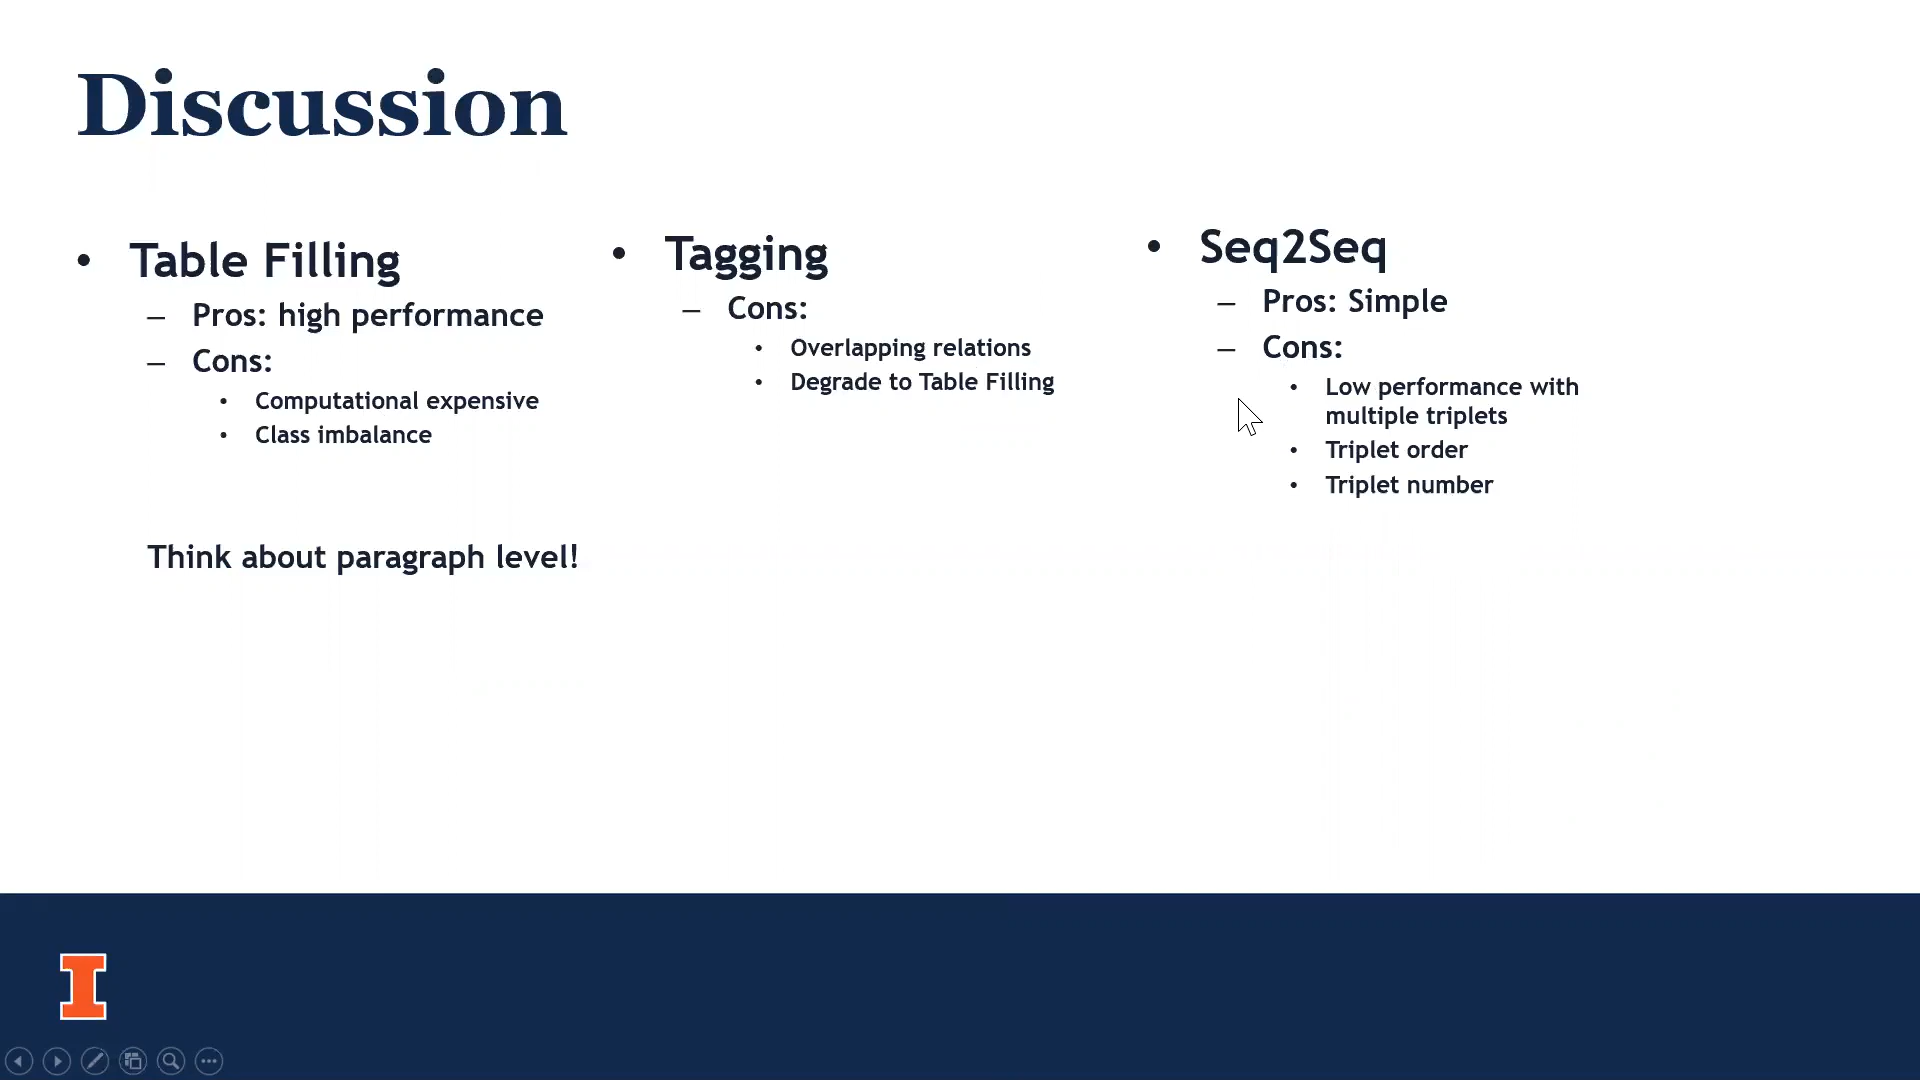 Discussion
• Table Filling
– Pros: high performance
– Cons:
• Computational expensive
• Class imbalance
Think about paragraph level!
• Tagging
– Cons:
• Overlapping relations
• Degrade to Table Filling
• Seq2Seq
– Pros: Simple
– Cons:
• Low performance with
multiple triplets
• Triplet order
• Triplet number
I